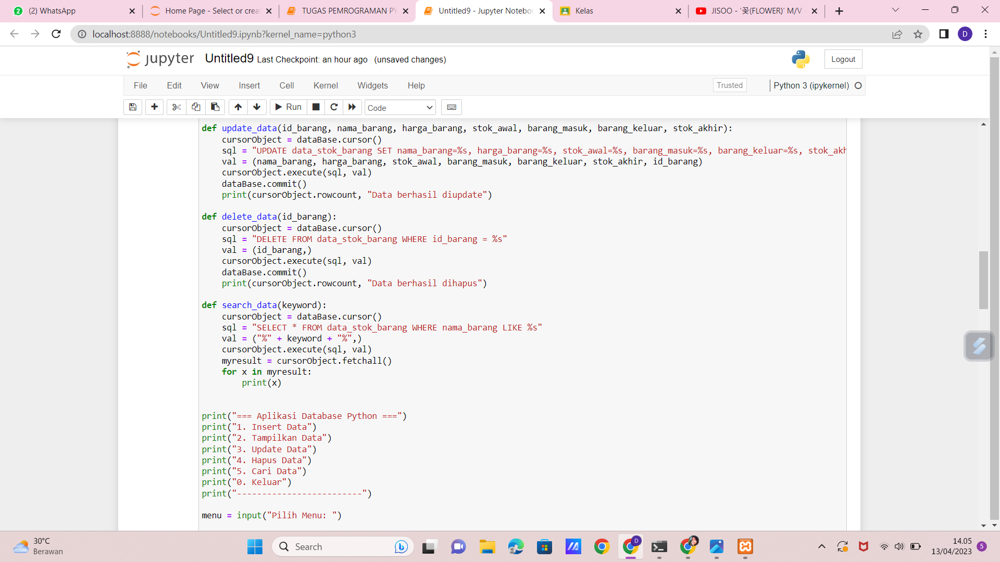 (2) WhatsApp
Home Page - Select or crea
TUGAS PEMROGRAMAN PY
Untitled9 - Jupyter Notebo
Kelas
JISOO - '꽃(FLOWER)' M/V -
localhost:8888/notebooks/Untitled9.ipynb?kernel_name=python3
D
jupyter Untitled9 Last Checkpoint: an hour ago (unsaved changes)
Logout
File Edit View Insert Cell Kernel Widgets Help
Trusted
Python 3 (ipykernel)
Run
Code
def update_data(id_barang, nama_barang, harga_barang, stok_awal, barang_masuk, barang_keluar, stok_akhir):
    cursorObject = dataBase.cursor()
    sql = "UPDATE data_stok_barang SET nama_barang=%s, harga_barang=%s, stok_awal=%s, barang_masuk=%s, barang_keluar=%s, stok_akh
    val = (nama_barang, harga_barang, stok_awal, barang_masuk, barang_keluar, stok_akhir, id_barang)
    cursorObject.execute(sql, val)
    dataBase.commit()
    print(cursorObject.rowcount, "Data berhasil diupdate")
def delete_data(id_barang):
    cursorObject = dataBase.cursor()
    sql = "DELETE FROM data_stok_barang WHERE id_barang = %s"
    val = (id_barang,)
    cursorObject.execute(sql, val)
    dataBase.commit()
    print(cursorObject.rowcount, "Data berhasil dihapus")
def search_data(keyword):
    cursorObject = dataBase.cursor()
    sql = "SELECT * FROM data_stok_barang WHERE nama_barang LIKE %s"
    val = ("%" + keyword + "%",)
    cursorObject.execute(sql, val)
    myresult = cursorObject.fetchall()
    for x in myresult:
        print(x)
print("=== Aplikasi Database Python ===")
print("1. Insert Data")
print("2. Tampilkan Data")
print("3. Update Data")
print("4. Hapus Data")
print("5. Cari Data")
print("0. Keluar")
print("-------------------------")
menu = input("Pilih Menu: ")
30°C
Berawan
Search
D
14.05
13/04/2023
5